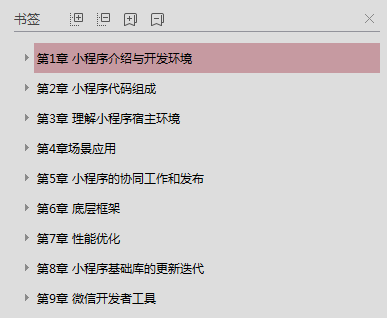 书签
第1章 小程序介绍与开发环境
第2章 小程序代码组成
第3章 理解小程序宿主环境
第4章场景应用
第5章 小程序的协同工作和发布
第6章 底层框架
第7章 性能优化
第8章 小程序基础库的更新迭代
第9章 微信开发者工具